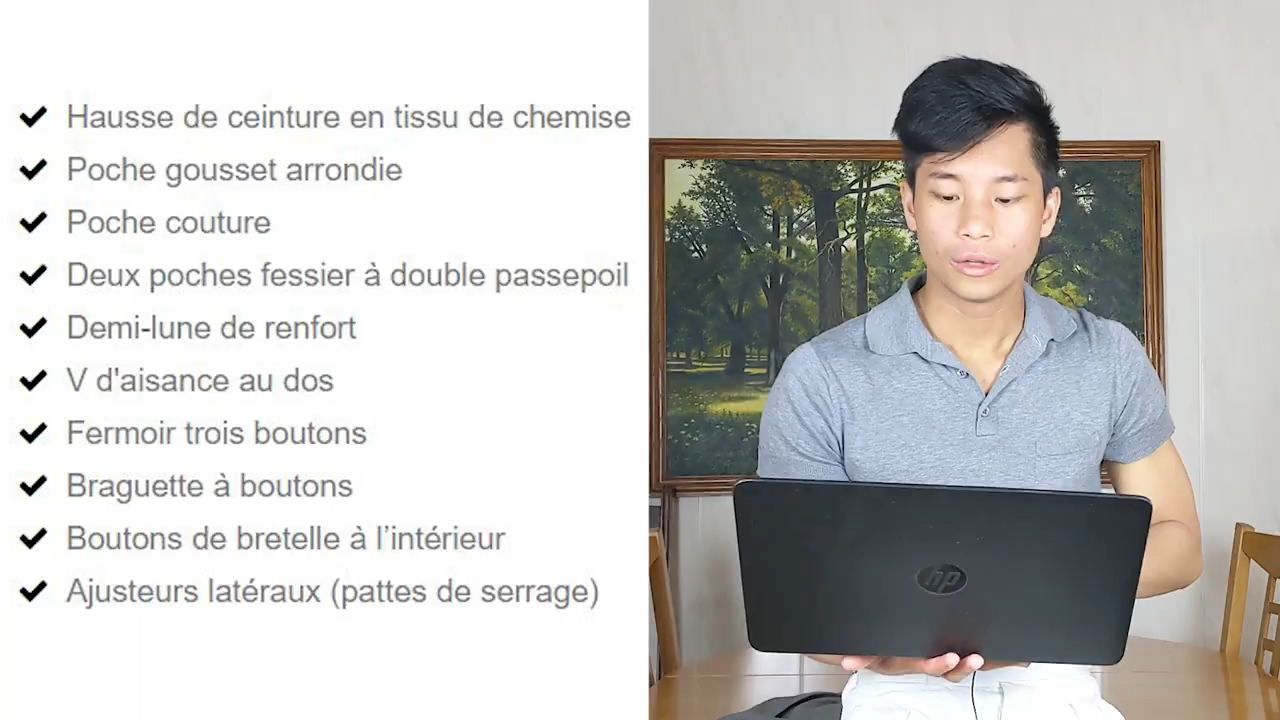 Hausse de ceinture en tissu de chemise
Poche gousset arrondie
Poche couture
Deux poches fessier à double passepoil
Demi-lune de renfort
V d'aisance au dos
Fermoir trois boutons
Braguette à boutons
Boutons de bretelle à l’intérieur
Ajusteurs latéraux (pattes de serrage)
hp